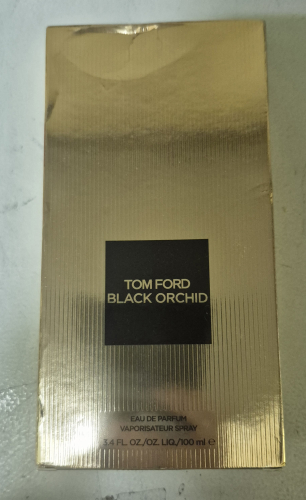 TOM FORD
BLACK ORCHID
EAU DE PARFUM
VAPORISATEUR SPRAY
3.4 FL. OZ./OZ. LIQ./100 ml ℮